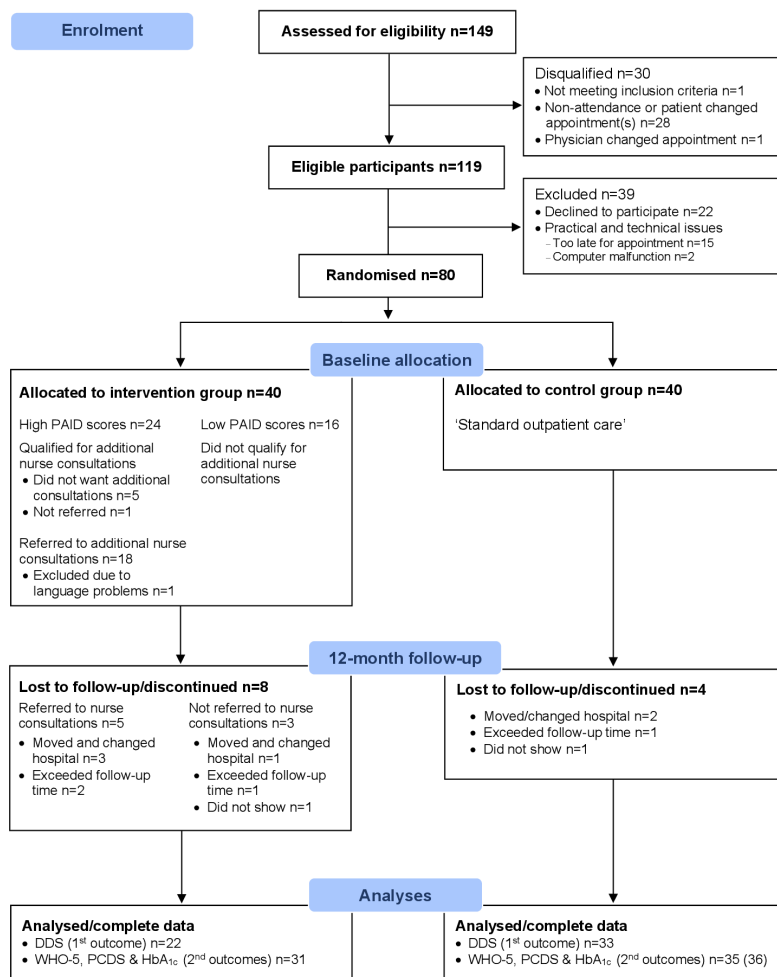 Enrolment
Assessed for eligibility n=149
Disqualified n=30
• Not meeting inclusion criteria n=1
• Non-attendance or patient changed
appointment(s) n=28
• Physician changed appointment n=1
Eligible participants n=119
Excluded n=39
• Declined to participate n=22
• Practical and technical issues
- Too late for appointment n=15
- Computer malfunction n=2
Randomised n=80
Baseline allocation
Allocated to intervention group n=40
High PAID scores n=24
Qualified for additional
nurse consultations
• Did not want additional
consultations n=5
• Not referred n=1
Referred to additional nurse
consultations n=18
• Excluded due to
language problems n=1
Low PAID scores n=16
Did not qualify for
additional nurse
consultations
Allocated to control group n=40
‘Standard outpatient care’
12-month follow-up
Lost to follow-up/discontinued n=8
Referred to nurse
consultations n=5
• Moved and changed
hospital n=3
• Exceeded follow-up
time n=2
Not referred to nurse
consultations n=3
• Moved and changed
hospital n=1
• Exceeded follow-up
time n=1
• Did not show n=1
Lost to follow-up/discontinued n=4
• Moved/changed hospital n=2
• Exceeded follow-up time n=1
• Did not show n=1
Analyses
Analysed/complete data
• DDS (1st outcome) n=22
• WHO-5, PCDS & HbA1c (2nd outcomes) n=31
Analysed/complete data
• DDS (1st outcome) n=33
• WHO-5, PCDS & HbA1c (2nd outcomes) n=35 (36)